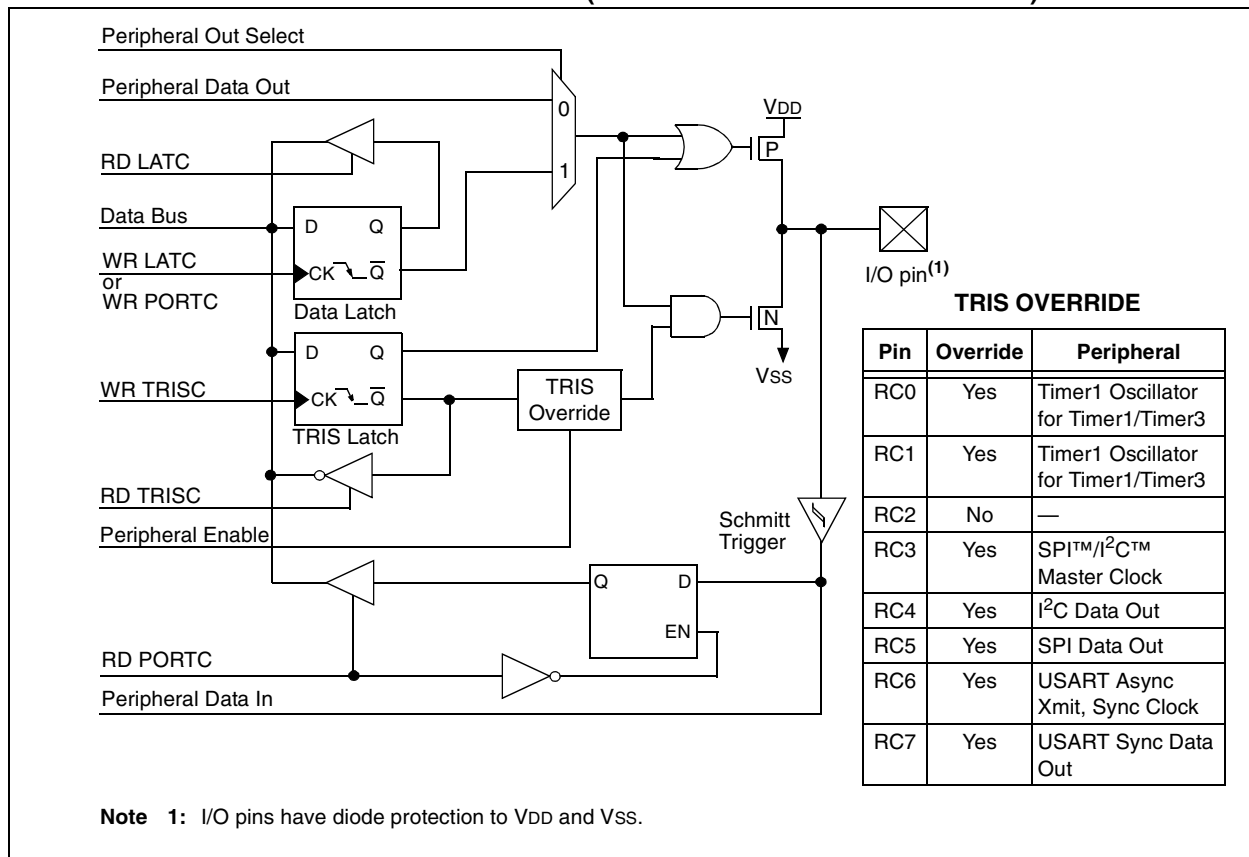 Peripheral Out Select
Peripheral Data Out
0
1
VDD
P
RD LATC
Data Bus
D Q
WR LATC
or
WR PORTC
CK Q
Data Latch
I/O pin(1)
N
VSS
D Q
WR TRISC
CK Q
TRIS Latch
TRIS
Override
RD TRISC
Peripheral Enable
Schmitt
Trigger
Q D
EN
RD PORTC
Peripheral Data In
TRIS OVERRIDE
Pin Override Peripheral
RC0 Yes Timer1 Oscillator
for Timer1/Timer3
RC1 Yes Timer1 Oscillator
for Timer1/Timer3
RC2 No —
RC3 Yes SPI™/I²C™
Master Clock
RC4 Yes I²C Data Out
RC5 Yes SPI Data Out
RC6 Yes USART Async
Xmit, Sync Clock
RC7 Yes USART Sync Data
Out
Note 1: I/O pins have diode protection to VDD and VSS.